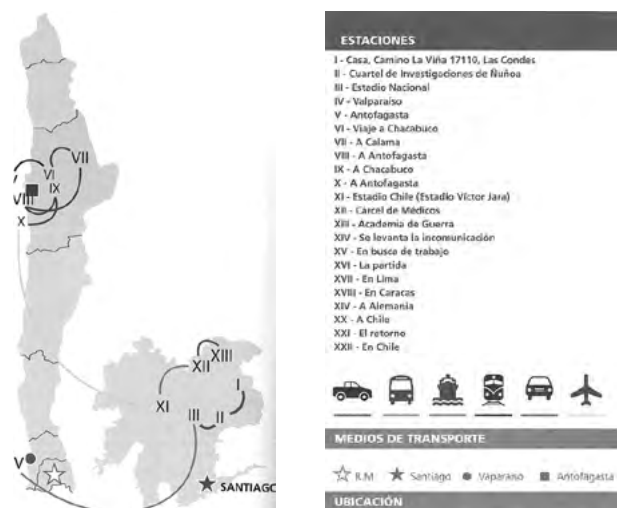 VII
VI
IX
VIII
X
XIII
XII
I
XI
III
II
V
SANTIAGO
ESTACIONES
I - Casa, Camino La Viña 17110, Las Condes
II - Cuartel de Investigaciones de Ñuñoa
III - Estadio Nacional
IV - Valparaiso
V - Antofagasta
VI - Viaje a Chacabuco
VII - A Calama
VIII - A Antofagasta
IX - A Chacabuco
X - A Antofagasta
XI - Estadio Chile (Estadio Víctor Jara)
XII - Cárcel de Médicos
XIII - Academia de Guerra
XIV - Se levanta la incomunicación
XV - En busca de trabajo
XVI - La partida
XVII - En Lima
XVIII - En Caracas
XIV - A Alemania
XX - A Chile
XXI - El retorno
XXII - En Chile
MEDIOS DE TRANSPORTE
R.M Santiago Vaparaiso Antofagasta
UBICACIÓN